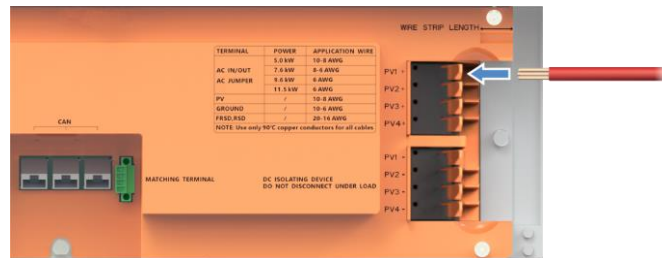 WIRE STRIP LENGTH
TERMINAL POWER APPLICATION WIRE
AC IN/OUT
AC JUMPER
5.0 kW 10-8 AWG
7.6 kW 8-6 AWG
9.6 kW 6 AWG
11.5 kW 6 AWG
PV / 10-8 AWG
GROUND / 10-6 AWG
FRSD,RSD / 20-16 AWG
NOTE: Use only 90°C copper conductors for all cables.
PV1 +
PV2 +
PV3 +
PV4 +
CAN
MATCHING TERMINAL
DC ISOLATING DEVICE
DO NOT DISCONNECT UNDER LOAD
PV1 -
PV2 -
PV3 -
PV4 -